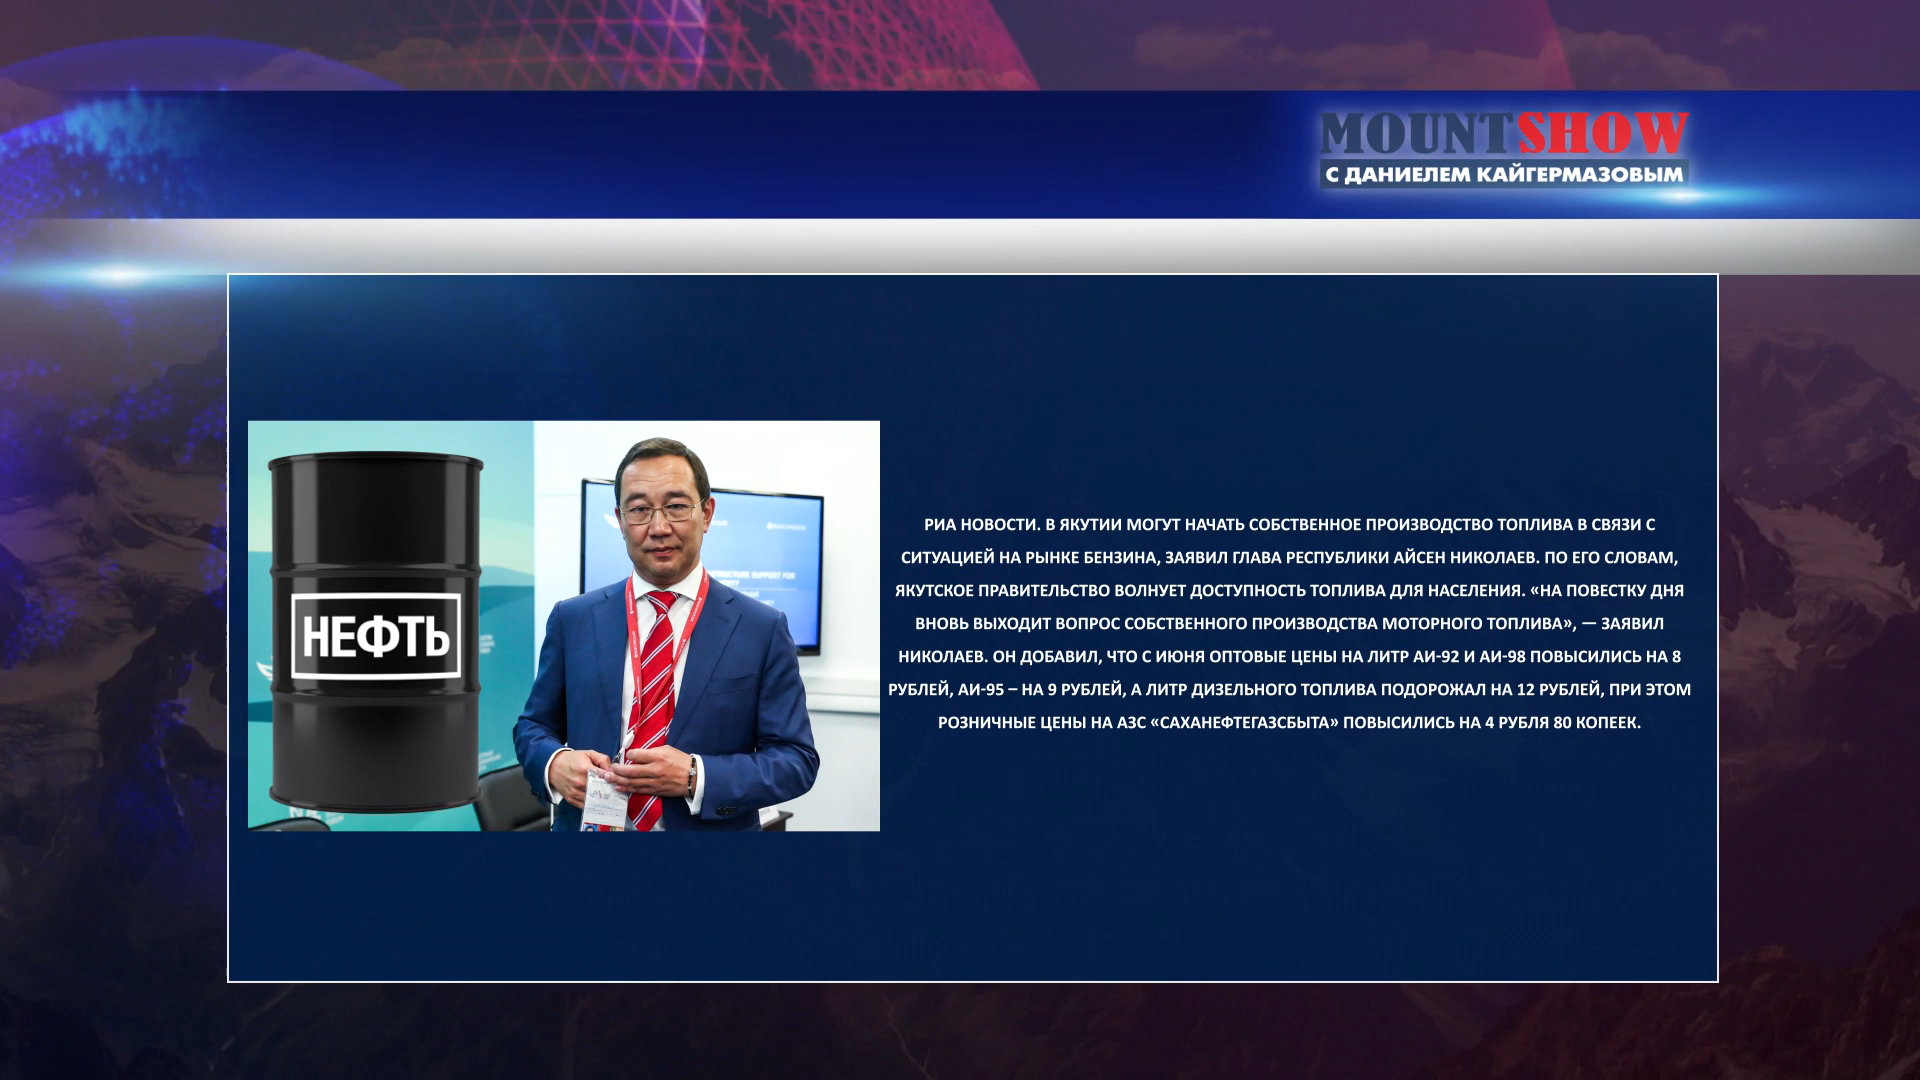 MOUNTSHOW
С ДАНИЕЛЕМ КАЙГЕРМАЗОВЫМ
НЕФТЬ
РИА НОВОСТИ. В ЯКУТИИ МОГУТ НАЧАТЬ СОБСТВЕННОЕ ПРОИЗВОДСТВО ТОПЛИВА В СВЯЗИ С
СИТУАЦИЕЙ НА РЫНКЕ БЕНЗИНА, ЗАЯВИЛ ГЛАВА РЕСПУБЛИКИ АЙСЕН НИКОЛАЕВ. ПО ЕГО СЛОВАМ,
ЯКУТСКОЕ ПРАВИТЕЛЬСТВО ВОЛНУЕТ ДОСТУПНОСТЬ ТОПЛИВА ДЛЯ НАСЕЛЕНИЯ. «НА ПОВЕСТКУ ДНЯ
ВНОВЬ ВЫХОДИТ ВОПРОС СОБСТВЕННОГО ПРОИЗВОДСТВА МОТОРНОГО ТОПЛИВА», — ЗАЯВИЛ
НИКОЛАЕВ. ОН ДОБАВИЛ, ЧТО С ИЮНЯ ОПТОВЫЕ ЦЕНЫ НА ЛИТР АИ-92 И АИ-98 ПОВЫСИЛИСЬ НА 8
РУБЛЕЙ, АИ-95 – НА 9 РУБЛЕЙ, А ЛИТР ДИЗЕЛЬНОГО ТОПЛИВА ПОДОРОЖАЛ НА 12 РУБЛЕЙ, ПРИ ЭТОМ
РОЗНИЧНЫЕ ЦЕНЫ НА АЗС «САХАНЕФТЕГАЗСБЫТА» ПОВЫСИЛИСЬ НА 4 РУБЛЯ 80 КОПЕЕК.